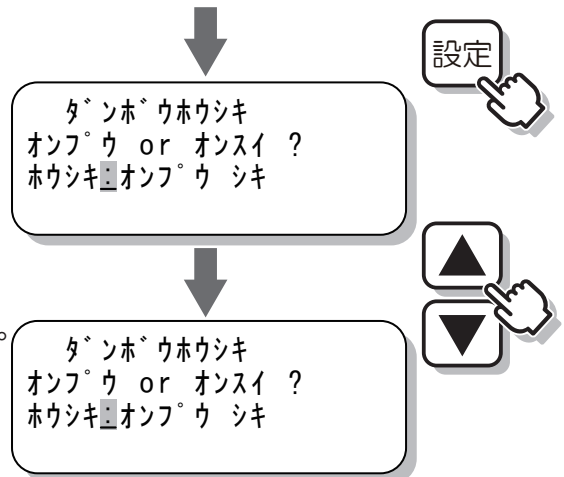 設定
ダンボウホウシキ
オンプウ or オンスイ ?
ホウシキ:オンプウ シキ
▲
▼
。
ダンボウホウシキ
オンプウ or オンスイ ?
ホウシキ:オンプウ シキ